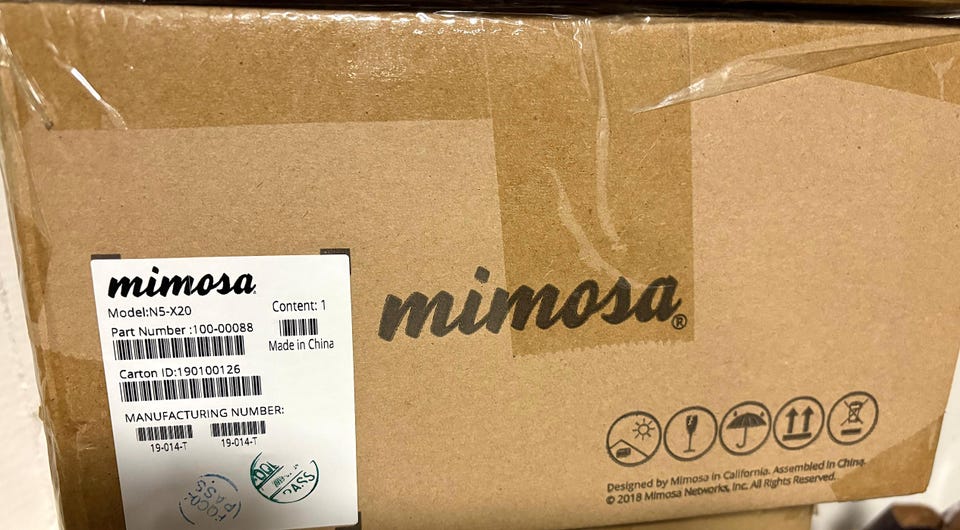 mimosa
Model:N5-X20
Content: 1
Part Number :100-00088
Made in China
Carton ID:190100126
MANUFACTURING NUMBER:
19-014-T 19-014-T
PASS
PASS
mimosa®
Designed by Mimosa in California. Assembled in China.
© 2018 Mimosa Networks, Inc. All Rights Reserved.